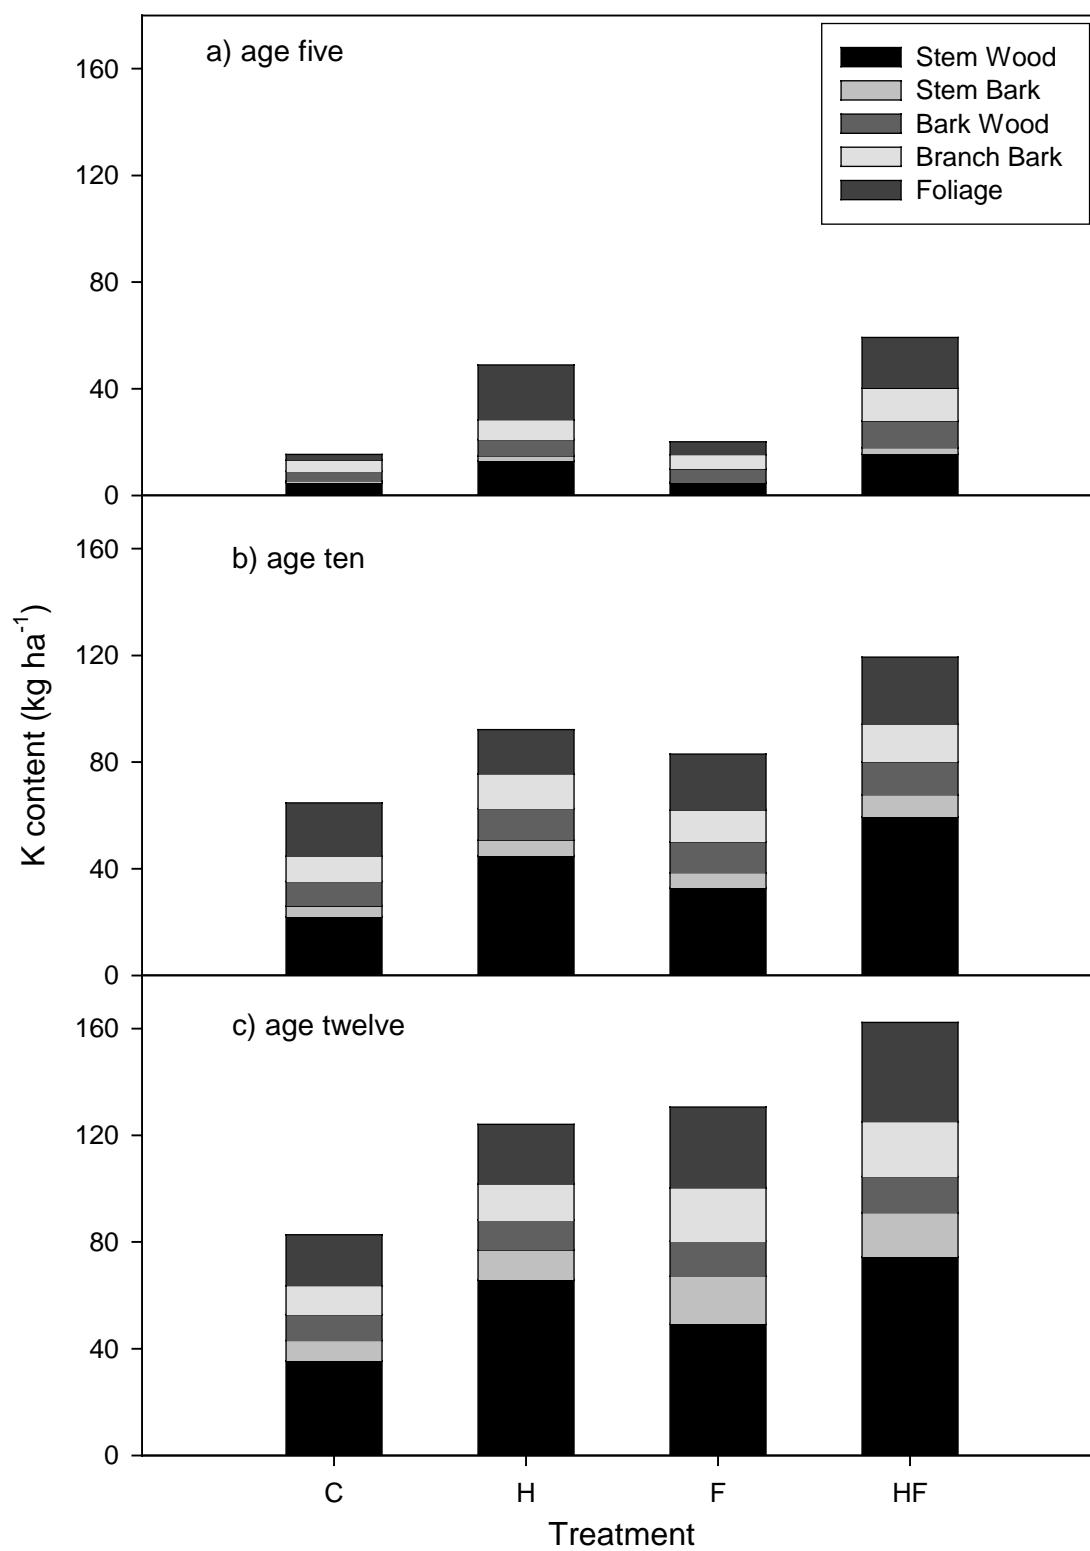 a) age five
Stem Wood
Stem Bark
Bark Wood
Branch Bark
Foliage
160
120
80
40
0
b) age ten
160
120
80
40
0
K content (kg ha-1)
c) age twelve
160
120
80
40
0
C H F HF
Treatment